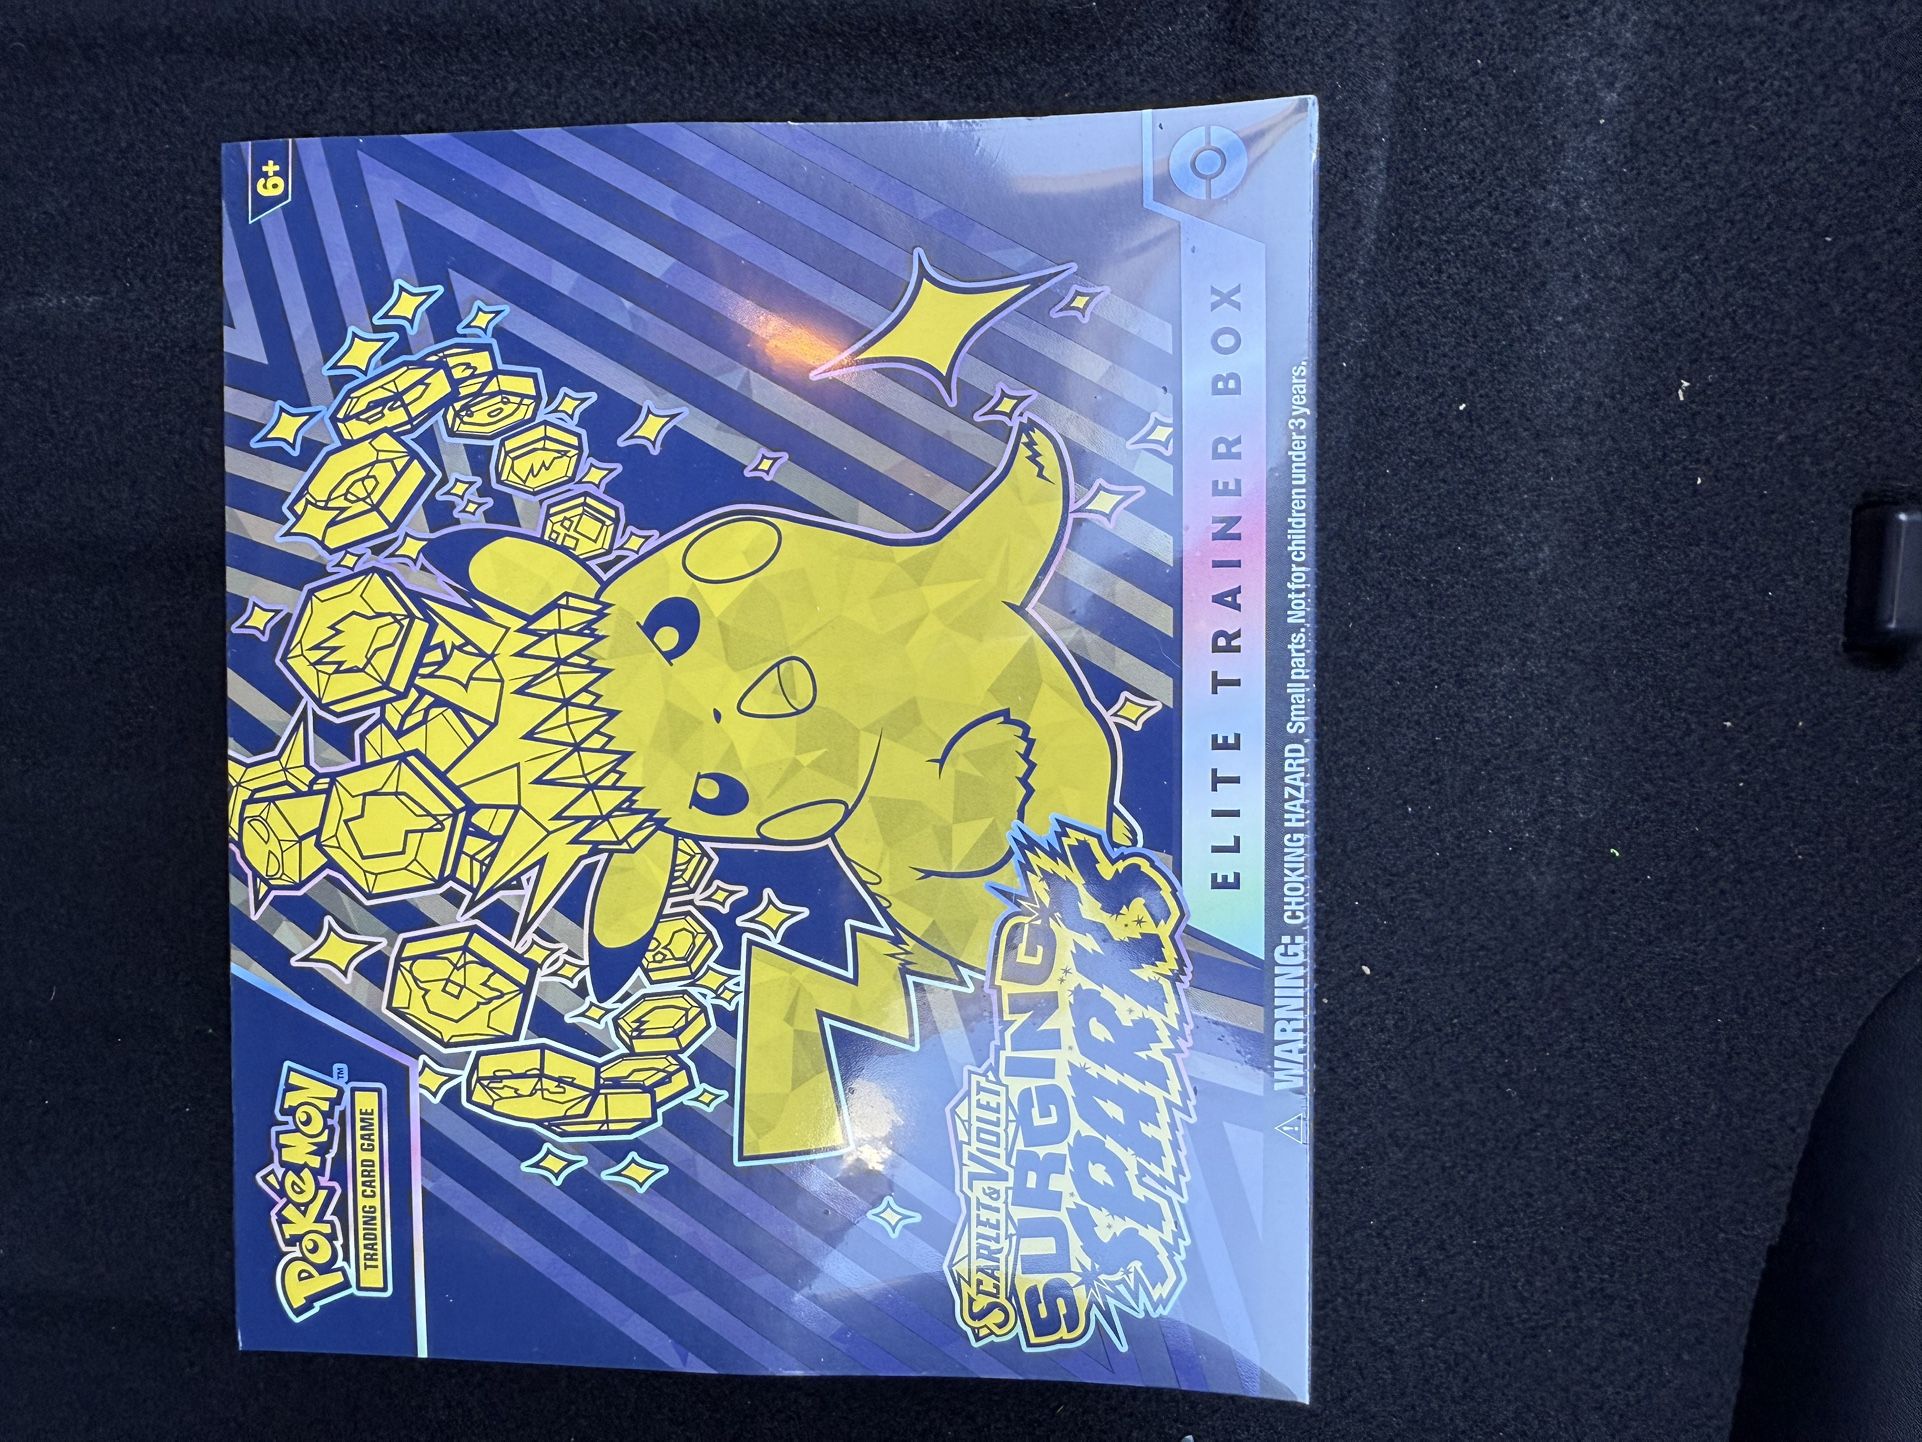 6+
POKéMON™
TRADING CARD GAME
SCARLET & VIOLET
SURGING
SPARKS
ELITE TRAINER BOX
WARNING: CHOKING HAZARD. Small parts. Not for children under 3 years.